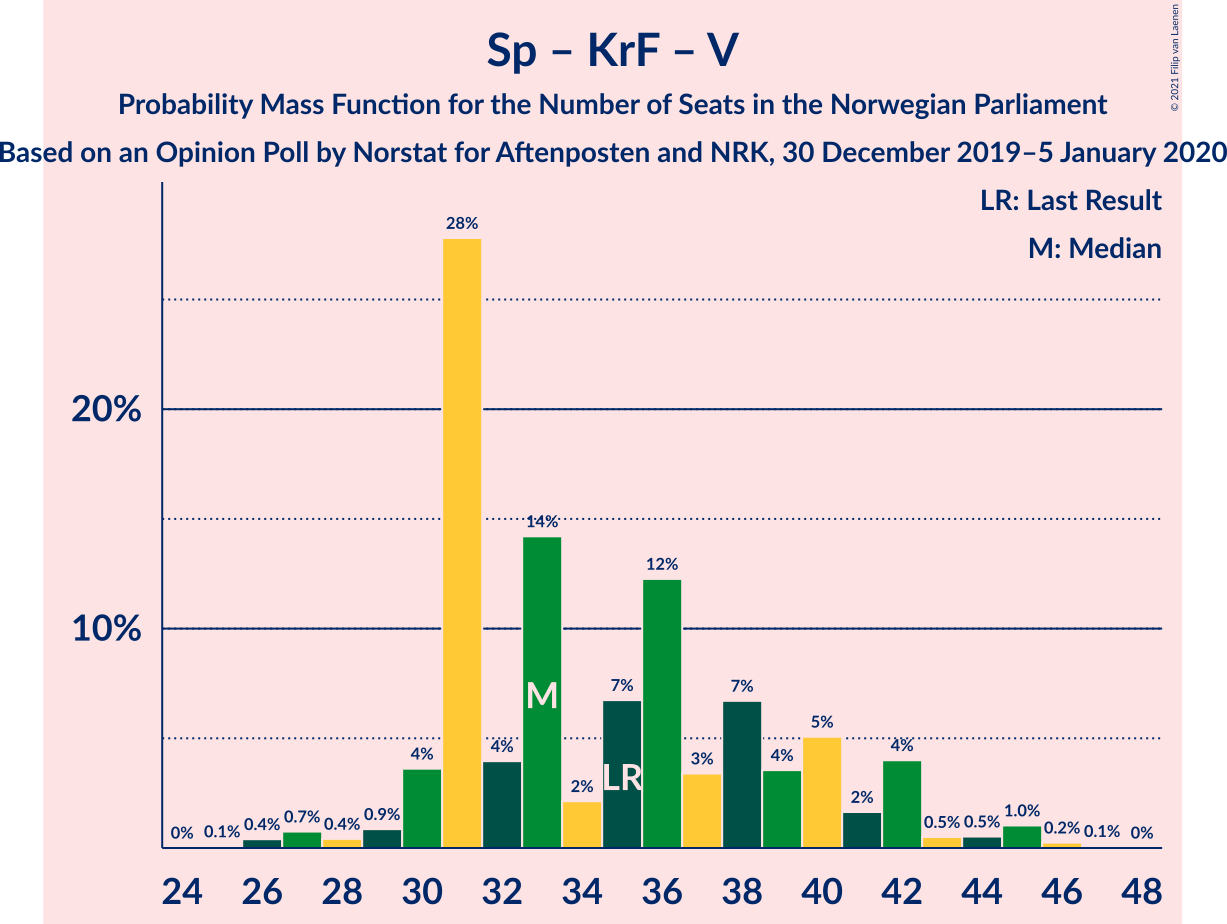 Sp – KrF – V
Probability Mass Function for the Number of Seats in the Norwegian Parliament
Based on an Opinion Poll by Norstat for Aftenposten and NRK, 30 December 2019–5 January 2020
© 2021 Filip van Laenen
LR: Last Result
M: Median
20%
10%
0% 0.1% 0.4% 0.7% 0.4% 0.9% 4% 28% 4% 14% 2% 7% 12% 3% 7% 4% 5% 2% 4% 0.5% 0.5% 1.0% 0.2% 0.1% 0%
M
LR
24 26 28 30 32 34 36 38 40 42 44 46 48